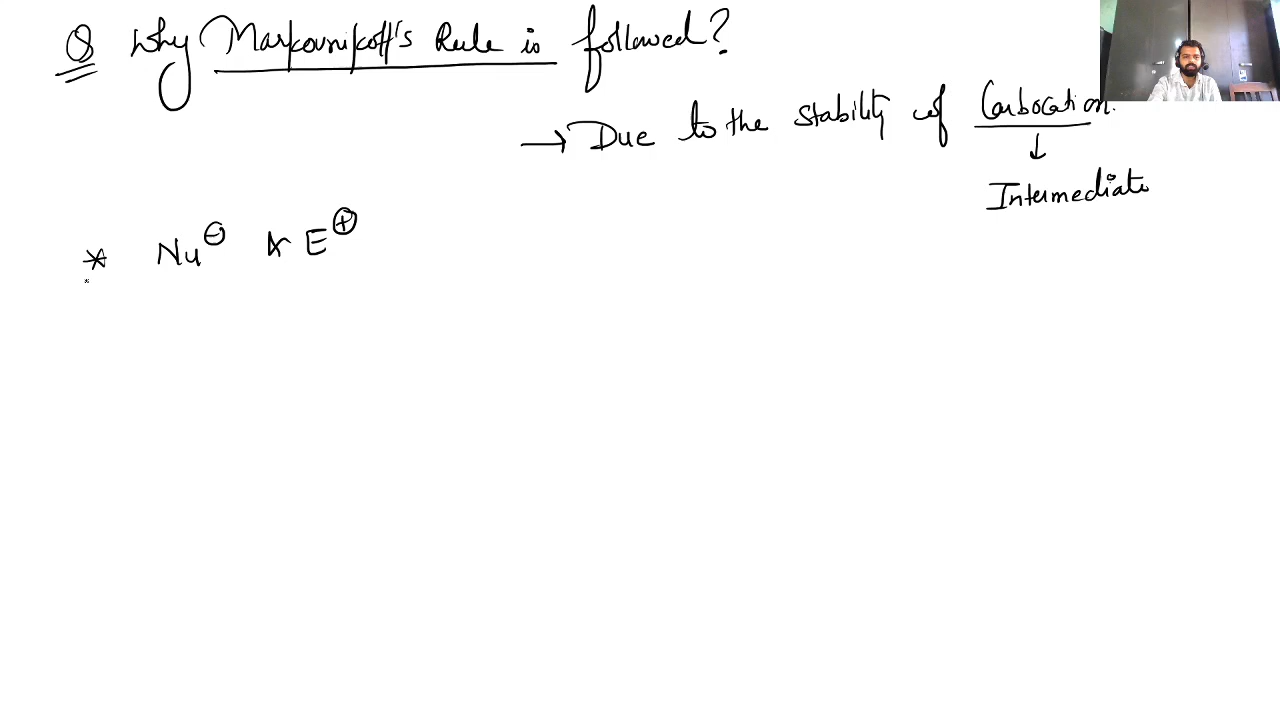 Q Why Markovnikoff's Rule is followed?
→ Due to the stability of Carbocation.
↓
Intermediate
* Nu⊖ & E⊕